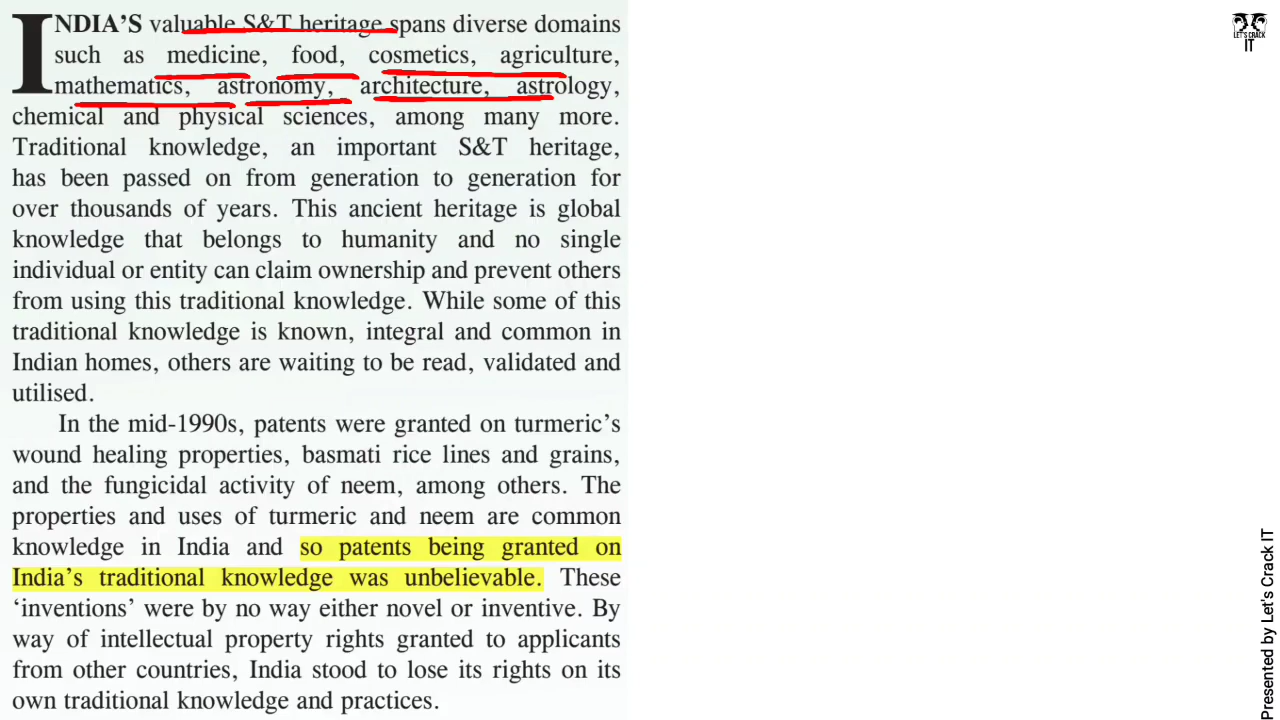 INDIA'S valuable S&T heritage spans diverse domains
such as medicine, food, cosmetics, agriculture,
mathematics, astronomy, architecture, astrology,
chemical and physical sciences, among many more.
Traditional knowledge, an important S&T heritage,
has been passed on from generation to generation for
over thousands of years. This ancient heritage is global
knowledge that belongs to humanity and no single
individual or entity can claim ownership and prevent others
from using this traditional knowledge. While some of this
traditional knowledge is known, integral and common in
Indian homes, others are waiting to be read, validated and
utilised.
In the mid-1990s, patents were granted on turmeric's
wound healing properties, basmati rice lines and grains,
and the fungicidal activity of neem, among others. The
properties and uses of turmeric and neem are common
knowledge in India and so patents being granted on
India's traditional knowledge was unbelievable. These
'inventions' were by no way either novel or inventive. By
way of intellectual property rights granted to applicants
from other countries, India stood to lose its rights on its
own traditional knowledge and practices.
LET'S CRACK
IT
Presented by Let's Crack IT